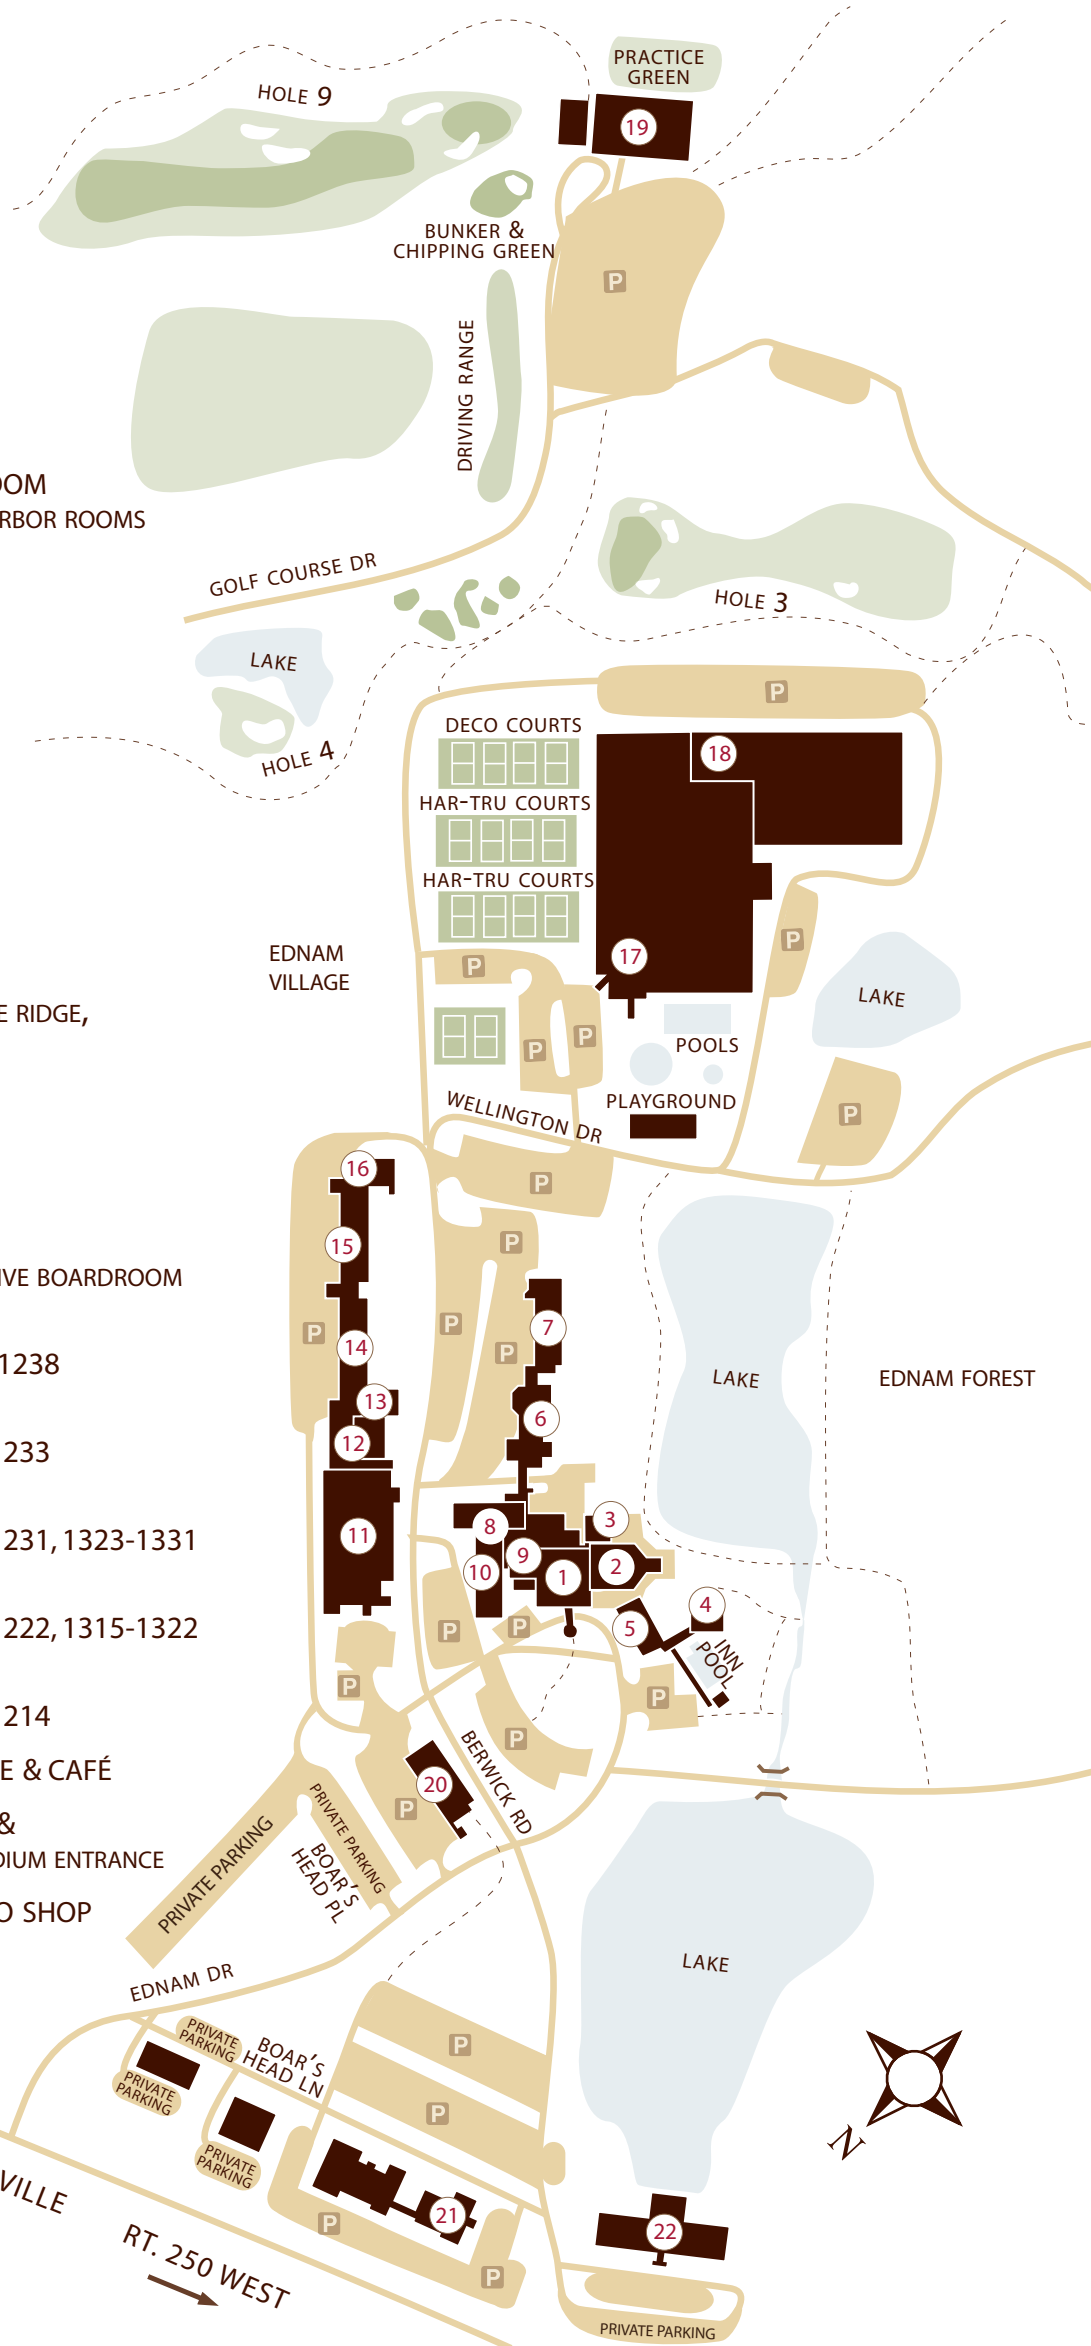 PRACTICE
GREEN
HOLE 9
19
BUNKER &
CHIPPING GREEN
P
DRIVING RANGE
OOM
RBOR ROOMS
GOLF COURSE DR
HOLE 3
LAKE
P
DECO COURTS
HOLE 4
18
HAR-TRU COURTS
HAR-TRU COURTS
P
EDNAM
VILLAGE
17
P
LAKE
E RIDGE,
P
P
POOLS
WELLINGTON DR
PLAYGROUND
P
16
P
15
P
IVE BOARDROOM
P
P
7
14
P
1238
LAKE
EDNAM FOREST
13
6
12
233
3
8
11
231, 1323-1331
9
2
10
1
4
222, 1315-1322
P
P
5
INN
POOL
P
P
214
P
BERWICK RD
E & CAFÉ
20
P
PRIVATE PARKING
PRIVATE PARKING
BOAR'S
HEAD PL
&
DIUM ENTRANCE
O SHOP
LAKE
EDNAM DR
PRIVATE
PARKING
BOAR'S
HEAD LN
P
PRIVATE
PARKING
P
N
PRIVATE
PARKING
VILLE
21
P
22
RT. 250 WEST
P
PRIVATE PARKING